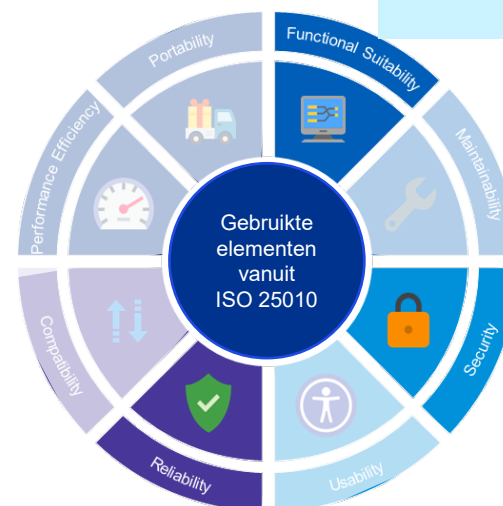 Portability
Functional Suitability
Performance Efficiency
Maintainability
Gebruikte
elementen
vanuit
ISO 25010
Compatibility
Security
Reliability
Usability